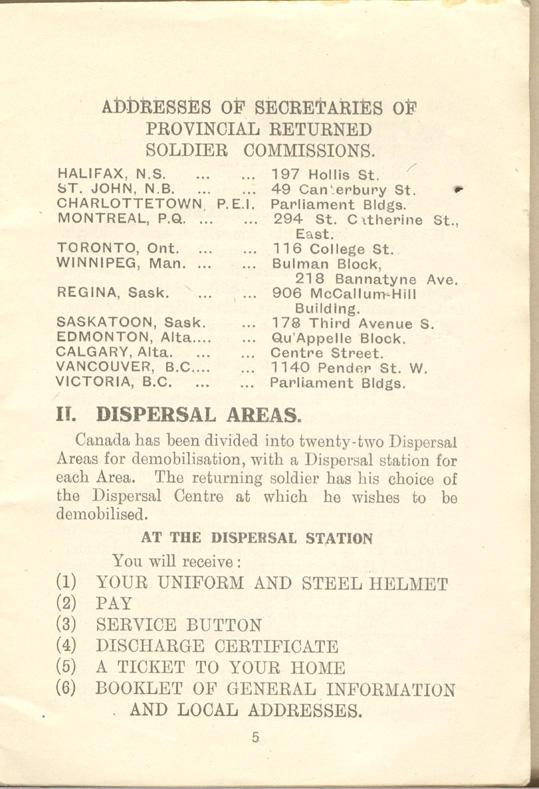 ADDRESSES OF SECRETARIES OF
PROVINCIAL RETURNED
SOLDIER COMMISSIONS.
HALIFAX, N.S. ... ... 197 Hollis St.
ST. JOHN, N.B. ... ... 49 Canterbury St.
CHARLOTTETOWN, P.E.I. Parliament Bldgs.
MONTREAL, P.Q. ... ... 294 St. Catherine St.,
East.
TORONTO, Ont. ... ... 116 College St.
WINNIPEG, Man. ... ... Bulman Block,
218 Bannatyne Ave.
REGINA, Sask. ... ... 906 McCallum-Hill
Building.
SASKATOON, Sask. ... 178 Third Avenue S.
EDMONTON, Alta.... ... Qu'Appelle Block.
CALGARY, Alta. ... ... Centre Street.
VANCOUVER, B.C.... ... 1140 Pender St. W.
VICTORIA, B.C. ... ... Parliament Bldgs.
II. DISPERSAL AREAS.
Canada has been divided into twenty-two Dispersal
Areas for demobilisation, with a Dispersal station for
each Area. The returning soldier has his choice of
the Dispersal Centre at which he wishes to be
demobilised.
AT THE DISPERSAL STATION
You will receive:
(1) YOUR UNIFORM AND STEEL HELMET
(2) PAY
(3) SERVICE BUTTON
(4) DISCHARGE CERTIFICATE
(5) A TICKET TO YOUR HOME
(6) BOOKLET OF GENERAL INFORMATION
AND LOCAL ADDRESSES.
5